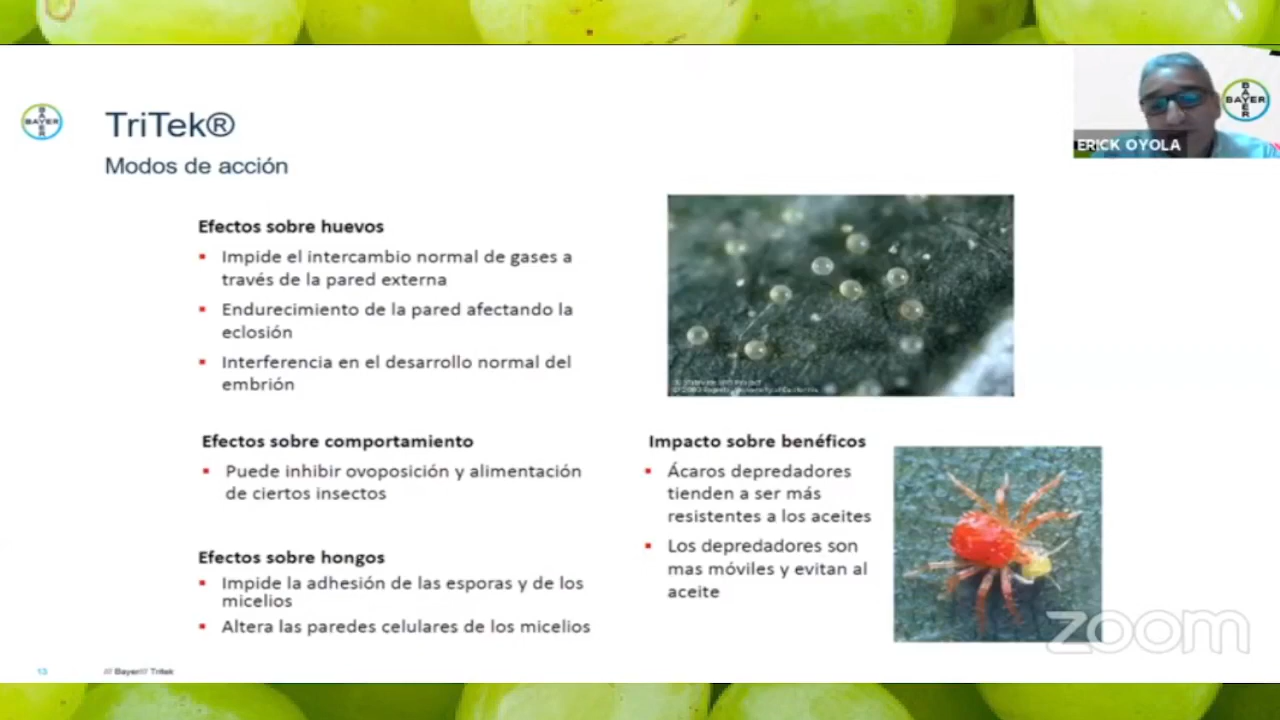 TriTek®
Modos de acción
BAYER
BAYER
ERICK OYOLA
Efectos sobre huevos
Impide el intercambio normal de gases a
través de la pared externa
Endurecimiento de la pared afectando la
eclosión
Interferencia en el desarrollo normal del
embrión
Efectos sobre comportamiento
Puede inhibir ovoposición y alimentación
de ciertos insectos
Efectos sobre hongos
Impide la adhesión de las esporas y de los
micelios
Altera las paredes celulares de los micelios
Impacto sobre benéficos
Ácaros depredadores
tienden a ser más
resistentes a los aceites
Los depredadores son
mas móviles y evitan al
aceite
zoom
13
/// Bayer/// Tritek